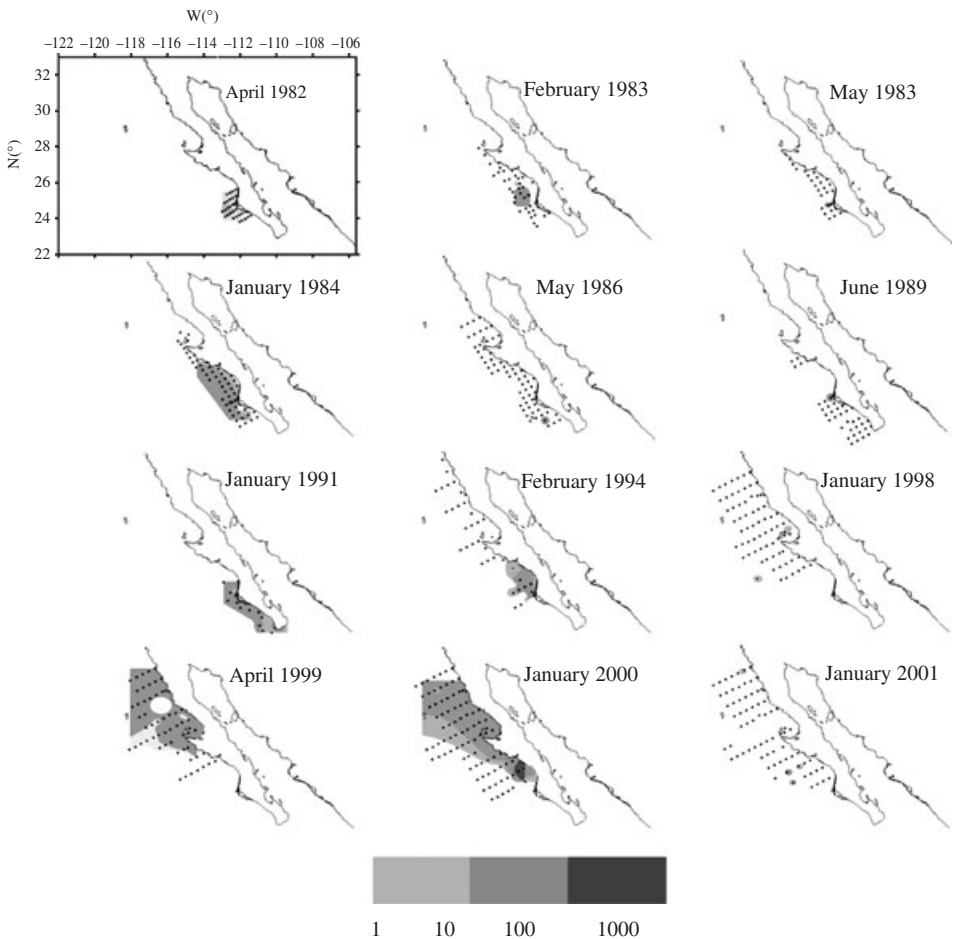 W(°)
−122 −120 −118 −116 −114 −112 −110 −106
N(°)
32
30
28
26
24
22
April 1982
February 1983
May 1983
January 1984
May 1986
June 1989
January 1991
February 1994
January 1998
April 1999
January 2000
January 2001
1 10 100 1000